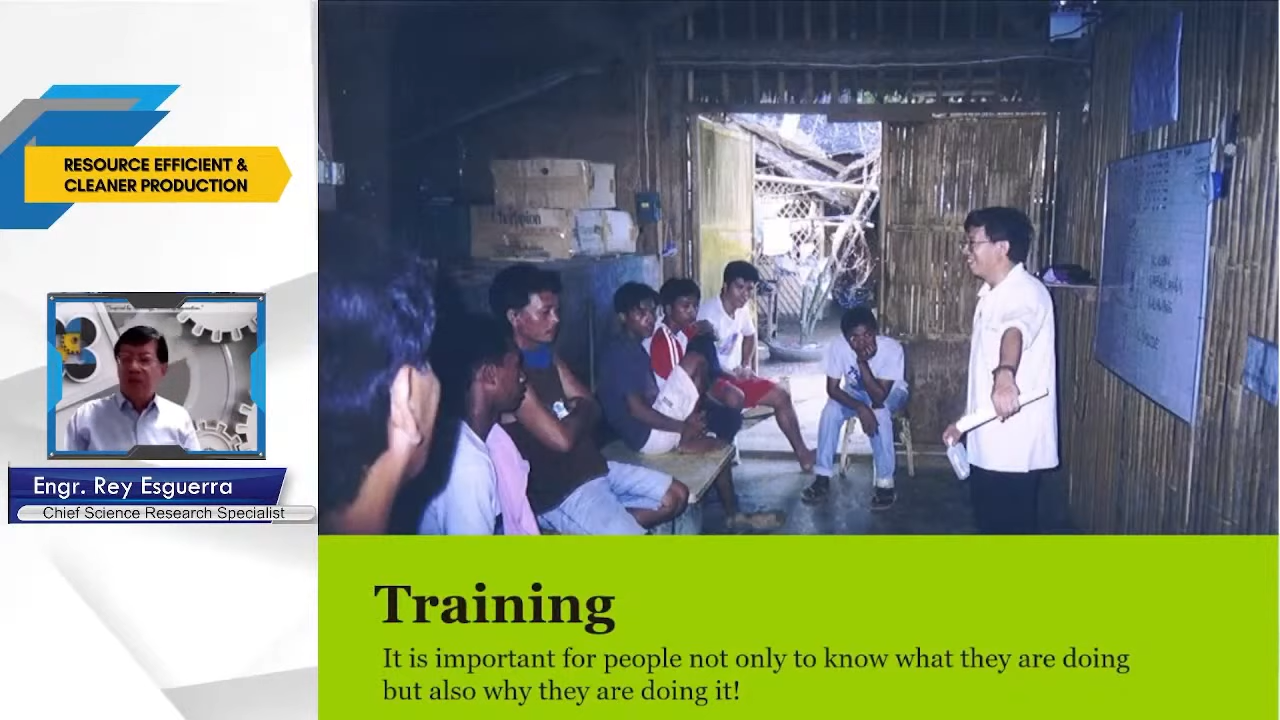 RESOURCE EFFICIENT &
CLEANER PRODUCTION
Engr. Rey Esguerra
Chief Science Research Specialist
Training
It is important for people not only to know what they are doing
but also why they are doing it!